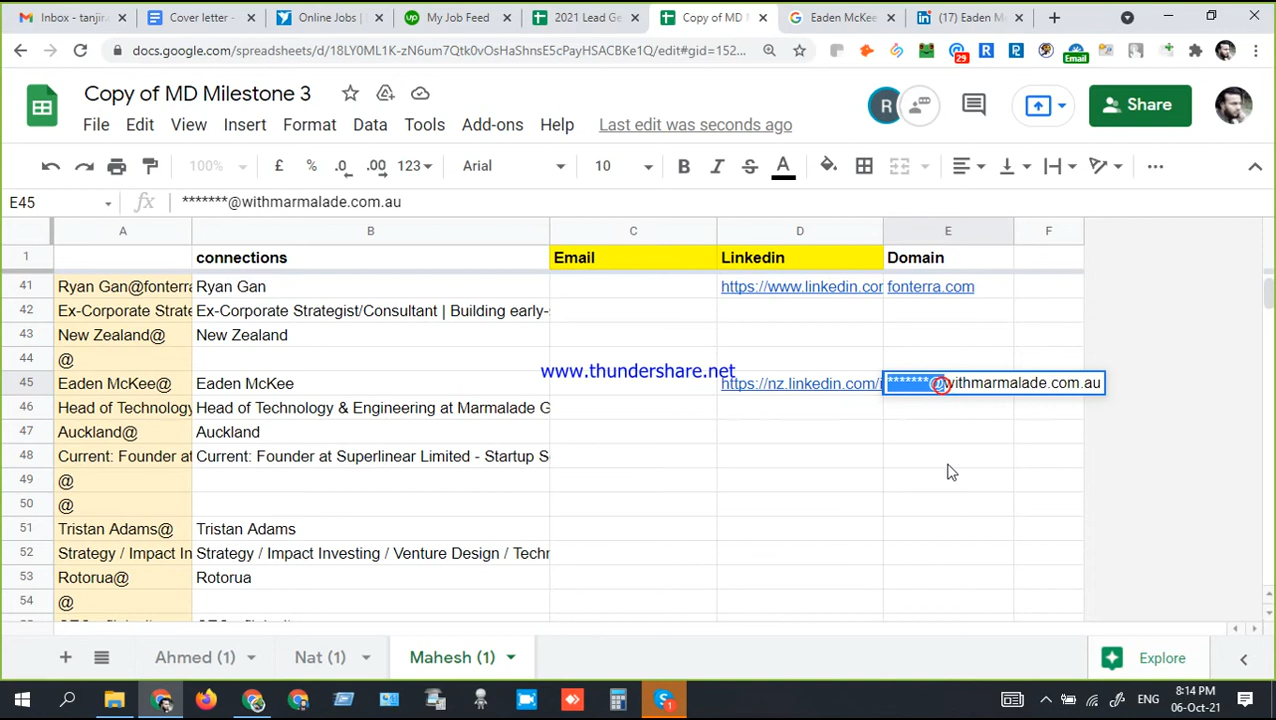 Inbox - tanjira
Cover letter -
Online Jobs |
My Job Feed
2021 Lead Ge
Copy of MD M
Eaden McKee
(17) Eaden M
docs.google.com/spreadsheets/d/18LY0ML1K-zN6um7Qtk0vOsHaShnsE5cPayHSACBKe1Q/edit#gid=152...
29
Email
Copy of MD Milestone 3
File Edit View Insert Format Data Tools Add-ons Help Last edit was seconds ago
R
Share
100% £ % .0 .00 123 Arial 10 B I S A
E45 fx *******@withmarmalade.com.au
A B C D E F
1 connections Email Linkedin Domain
41 Ryan Gan@fonterra Ryan Gan https://www.linkedin.com fonterra.com
42 Ex-Corporate Strate Ex-Corporate Strategist/Consultant | Building early-
43 New Zealand@ New Zealand
44 @
www.thundershare.net
45 Eaden McKee@ Eaden McKee https://nz.linkedin.com/i *******@withmarmalade.com.au
46 Head of Technology Head of Technology & Engineering at Marmalade G
47 Auckland@ Auckland
48 Current: Founder at Current: Founder at Superlinear Limited - Startup S
49 @
50 @
51 Tristan Adams@ Tristan Adams
52 Strategy / Impact In Strategy / Impact Investing / Venture Design / Techn
53 Rotorua@ Rotorua
54 @
Ahmed (1) Nat (1) Mahesh (1) Explore
ENG
8:14 PM
06-Oct-21